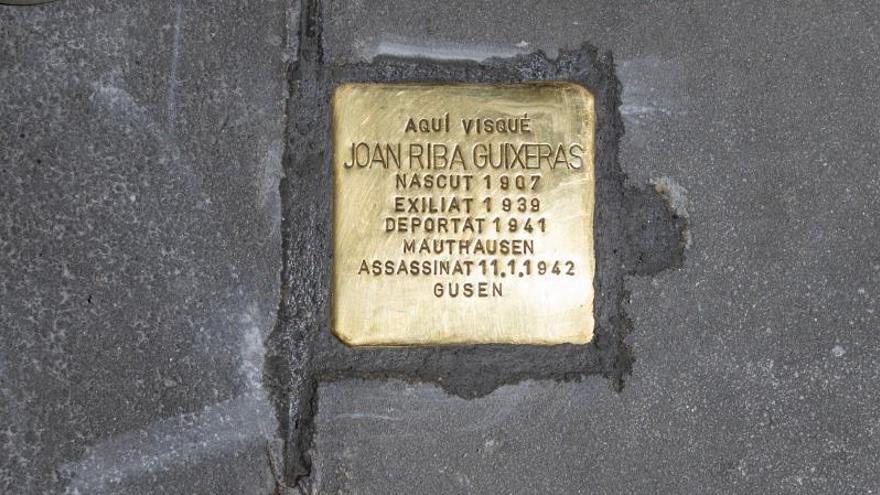 AQUÍ VISQUÉ
JOAN RIBA GUIXERAS
NASCUT 1907
EXILIAT 1939
DEPORTAT 1941
MAUTHAUSEN
ASSASSINAT 11.1.1942
GUSEN